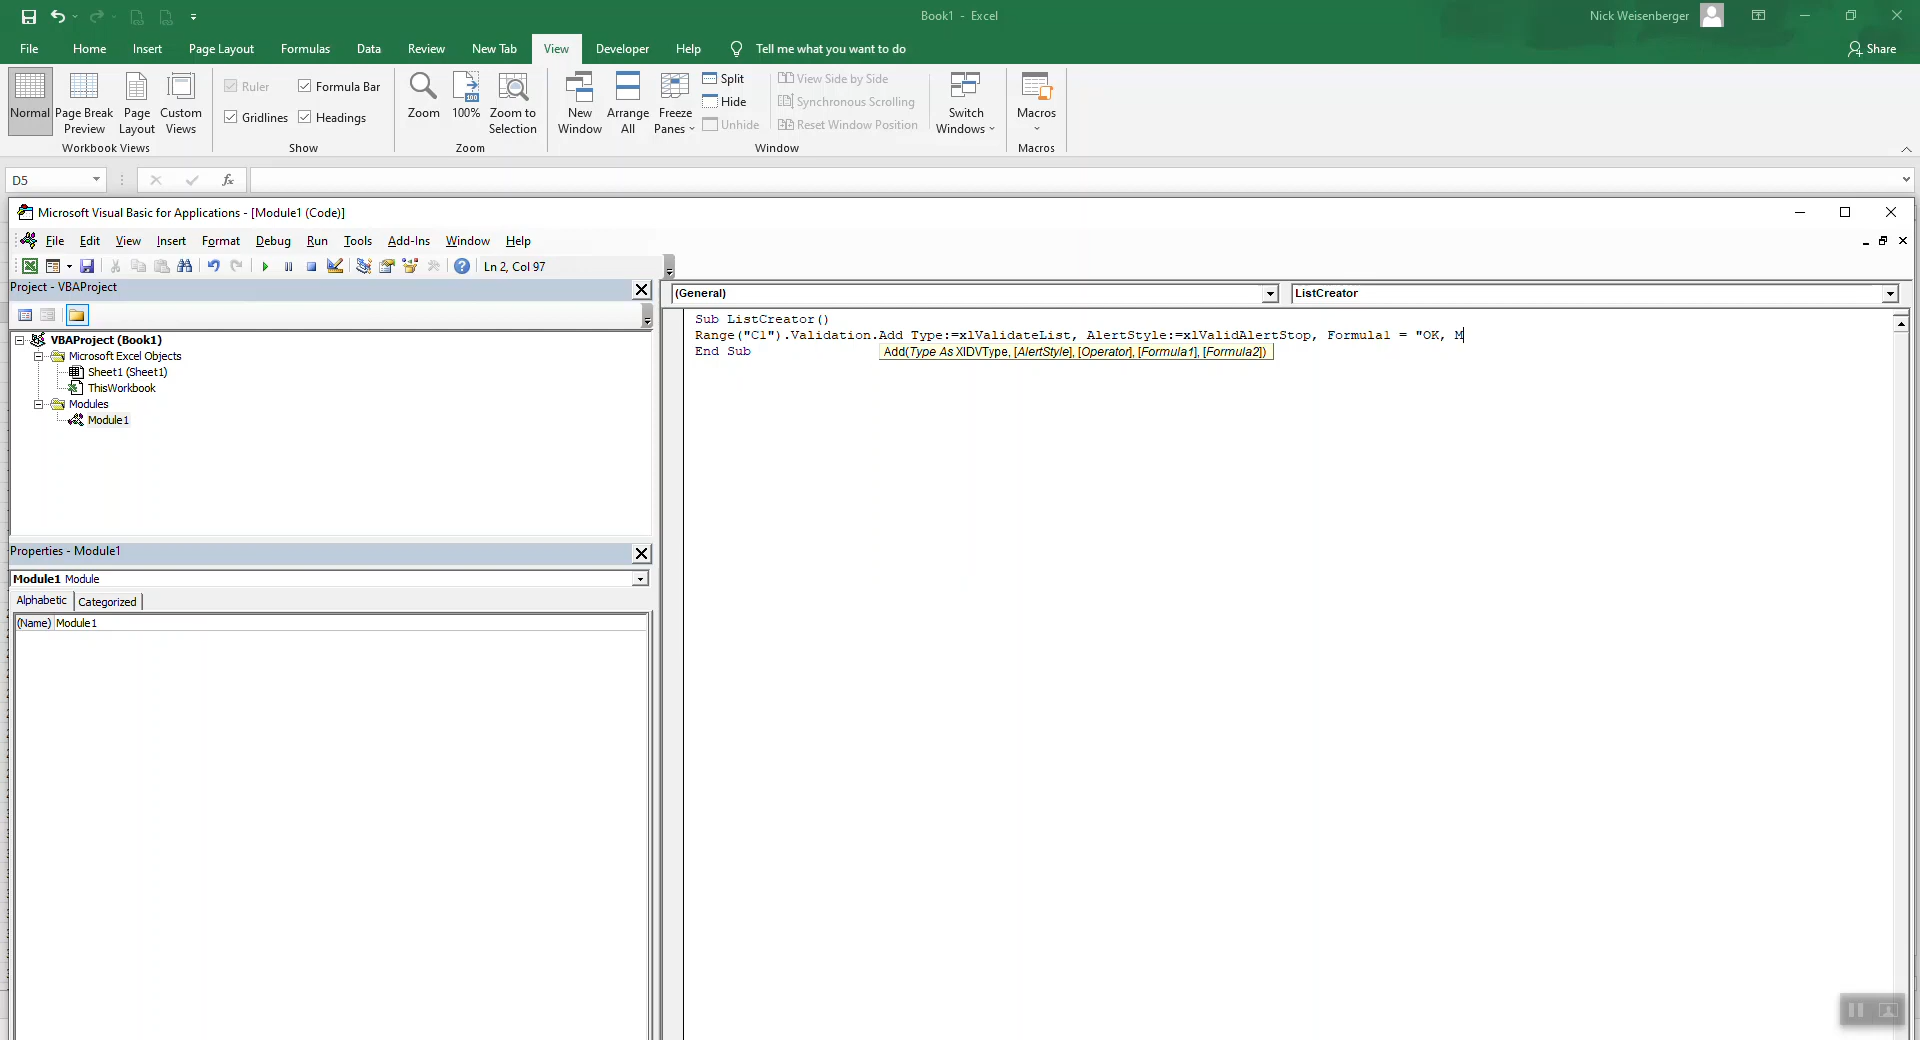 Book1 - Excel
Nick Weisenberger
File Home Insert Page Layout Formulas Data Review New Tab View Developer Help Tell me what you want to do
Share
Normal
Page Break Preview
Page Layout
Custom Views
Workbook Views
Ruler
Formula Bar
Gridlines
Headings
Show
Zoom
100%
Zoom to Selection
Zoom
New Window
Arrange All
Freeze Panes
Split
Hide
Unhide
View Side by Side
Synchronous Scrolling
Reset Window Position
Window
Switch Windows
Macros
Macros
D5
fx
Microsoft Visual Basic for Applications - [Module1 (Code)]
File Edit View Insert Format Debug Run Tools Add-Ins Window Help
Ln 2, Col 97
Project - VBAProject
VBAProject (Book1)
Microsoft Excel Objects
Sheet1 (Sheet1)
ThisWorkbook
Modules
Module1
Properties - Module1
Module1 Module
Alphabetic Categorized
(Name) Module1
(General)
ListCreator
Sub ListCreator()
Range("C1").Validation.Add Type:=xlValidateList, AlertStyle:=xlValidAlertStop, Formula1 = "OK, M
Add(Type As XlDVType, [AlertStyle], [Operator], [Formula1], [Formula2])
End Sub